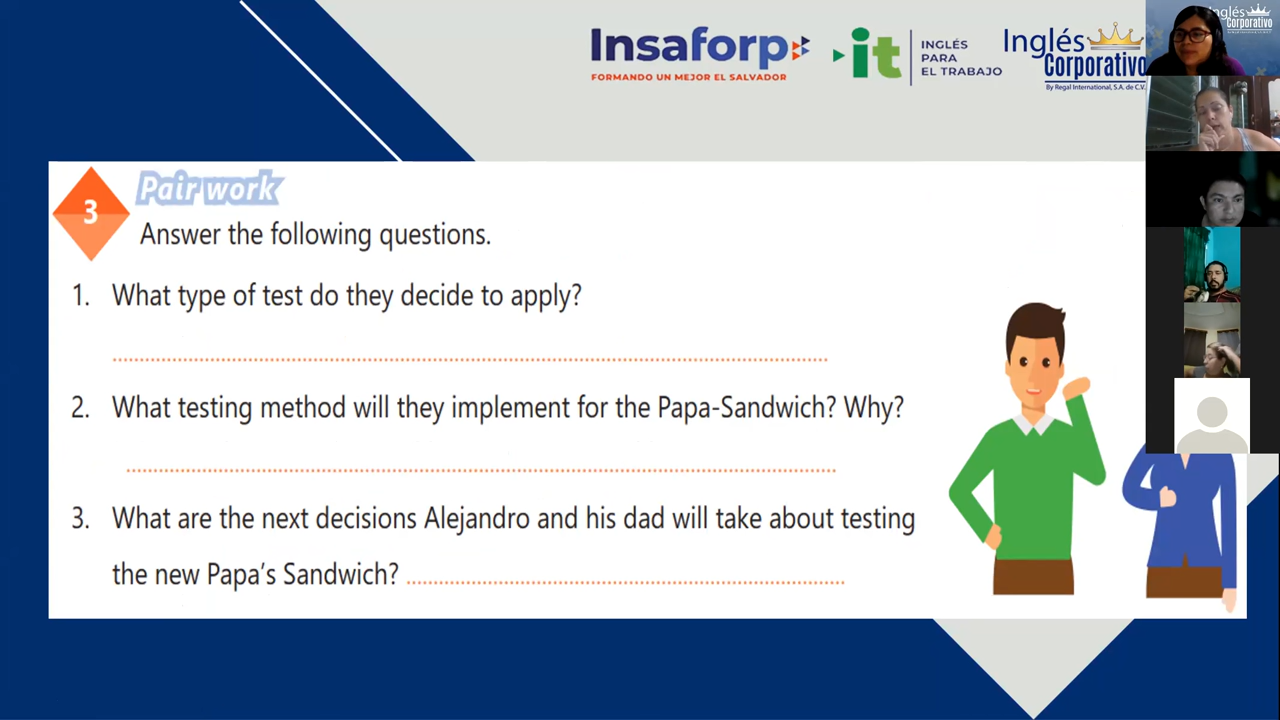 Insaforp
FORMANDO UN MEJOR EL SALVADOR
it
INGLÉS
PARA
EL TRABAJO
Inglés
Corporativo
By Regal International, S.A. de C.V.
Inglés
Corporativo
3
Pair work
Answer the following questions.
1. What type of test do they decide to apply?
2. What testing method will they implement for the Papa-Sandwich? Why?
3. What are the next decisions Alejandro and his dad will take about testing
the new Papa's Sandwich?